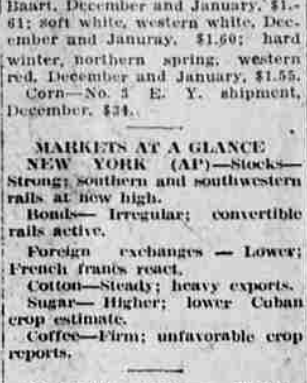 Baart, December and January, $1.-
61; soft white, western white, Dec-
ember and Januray, $1.60; hard
winter, northern spring, western
red, December and January, $1.55.
Corn—No. 3 E. Y. shipment,
December, $34.
MARKETS AT A GLANCE
NEW YORK (AP)—Stocks—
Strong; southern and southwestern
rails at new high.
Bonds— Irregular; convertible
rails active.
Foreign exchanges — Lower;
French francs react.
Cotton—Steady; heavy exports.
Sugar— Higher; lower Cuban
crop estimate.
Coffee—Firm; unfavorable crop
reports.